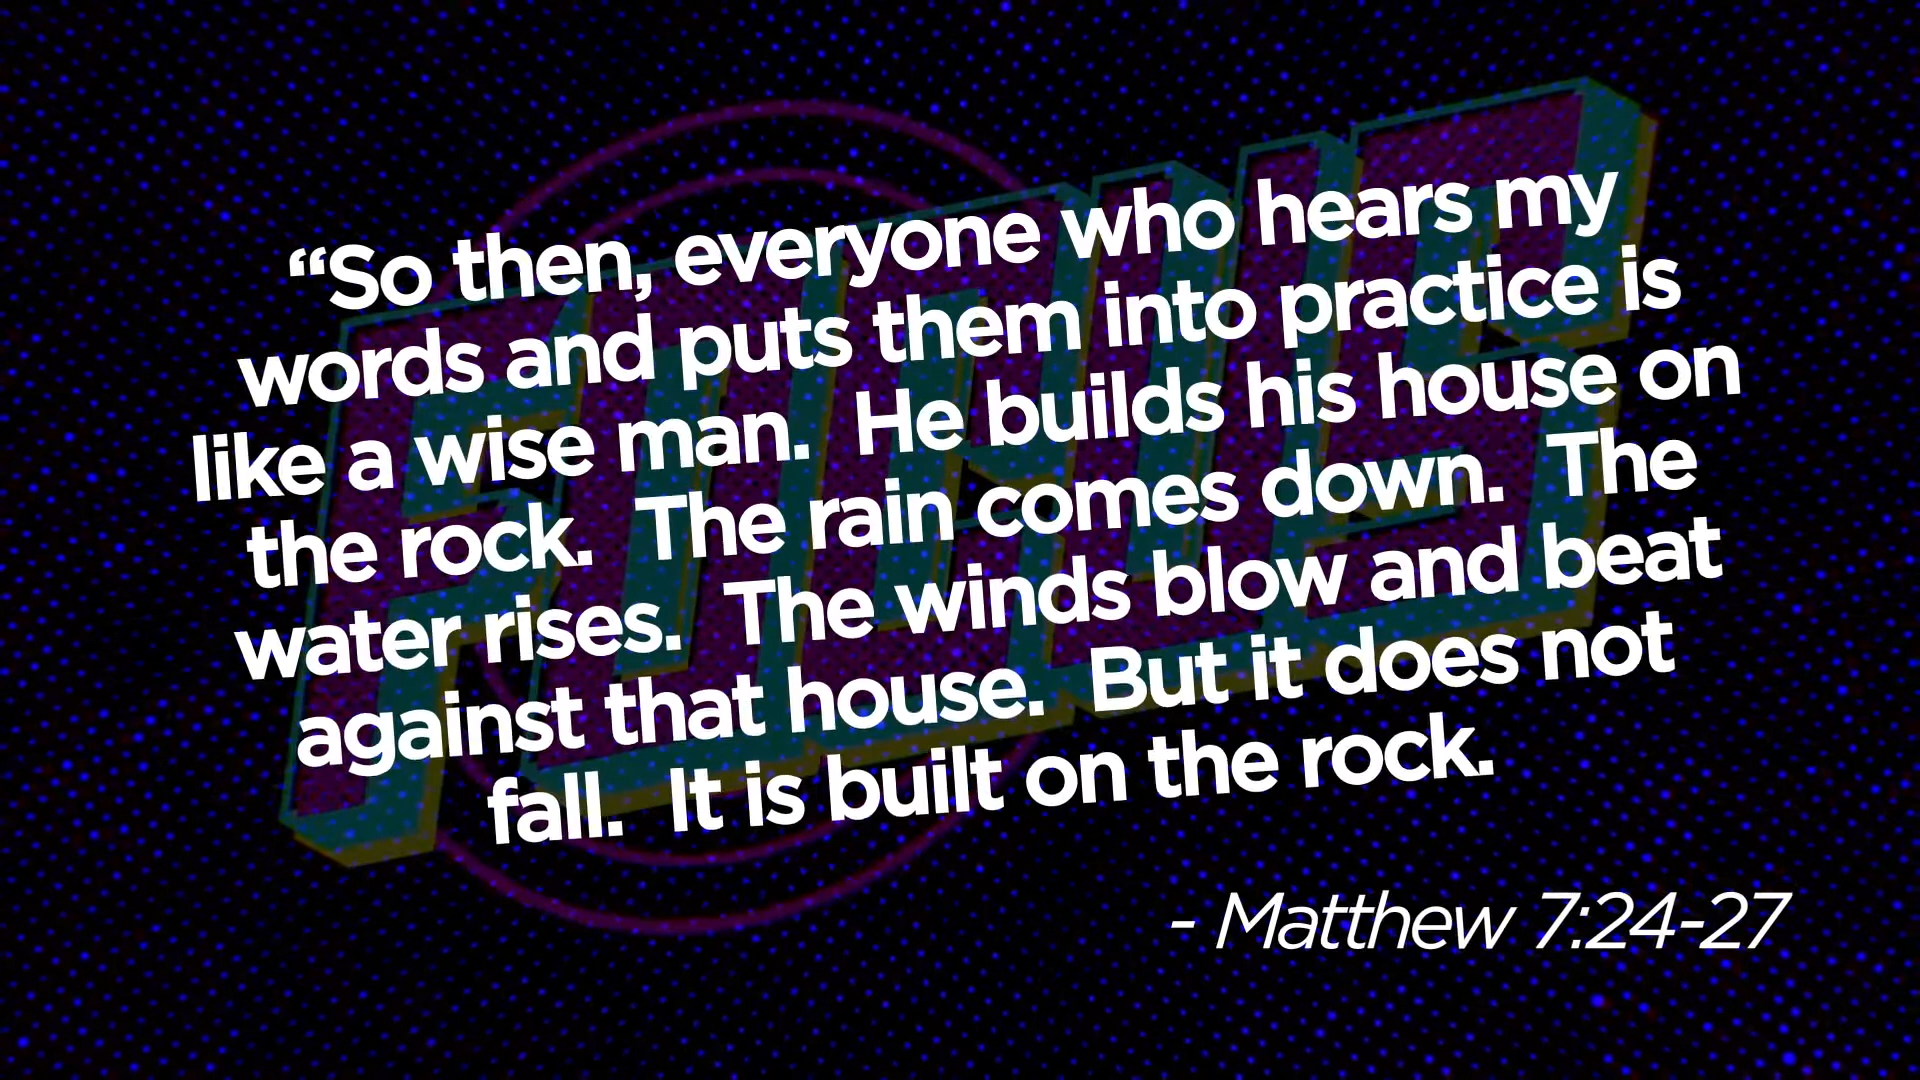 “So then, everyone who hears my
words and puts them into practice is
like a wise man.  He builds his house on
the rock.  The rain comes down.  The
water rises.  The winds blow and beat
against that house.  But it does not
fall.  It is built on the rock.
- Matthew 7:24-27